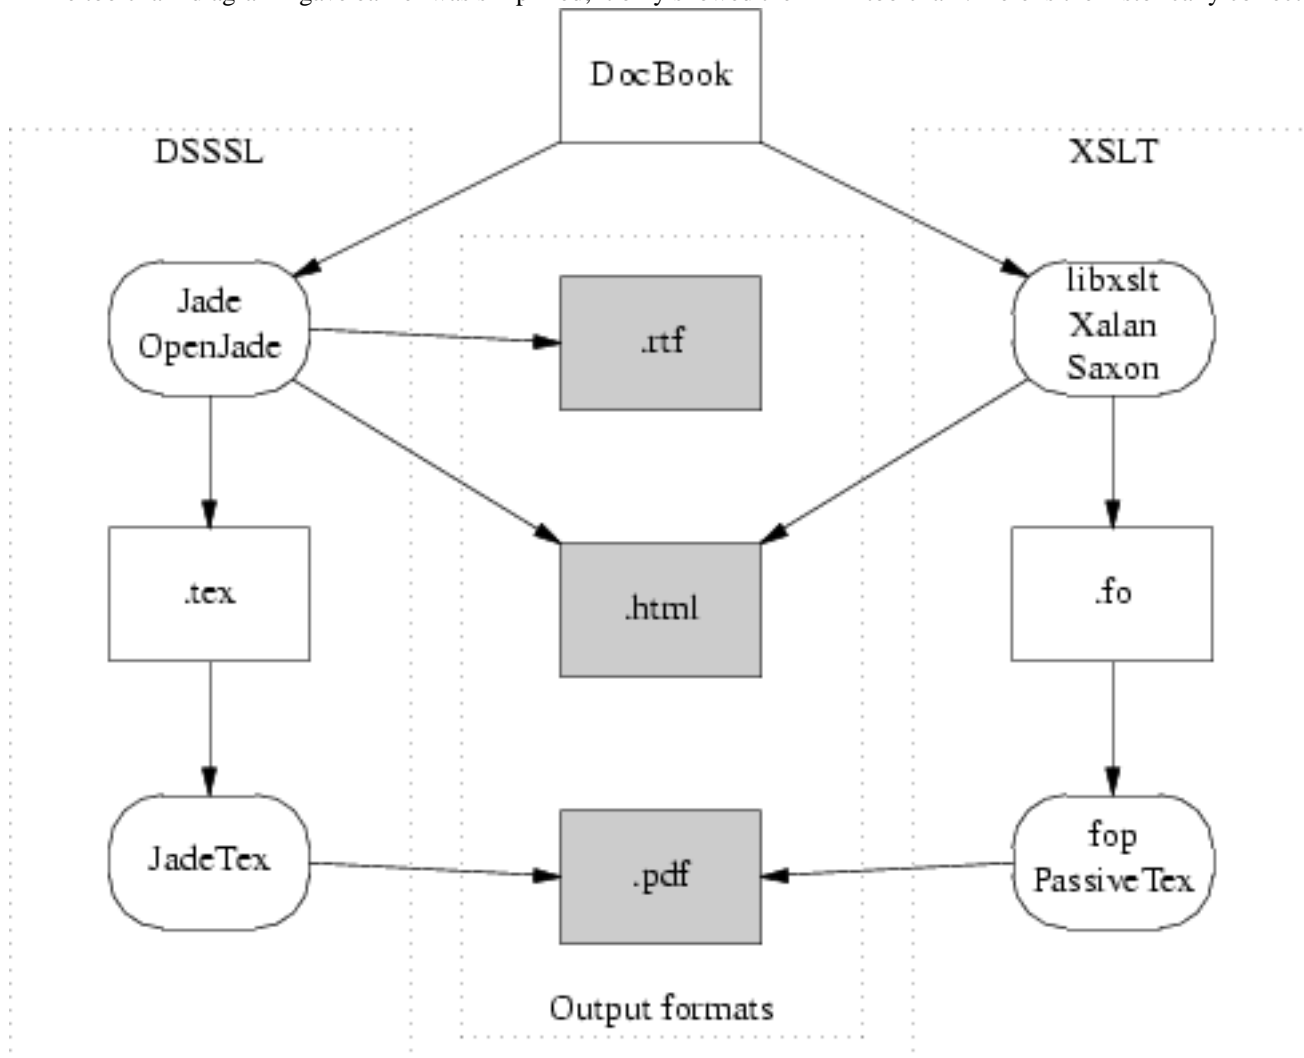 DocBook
DSSSL
XSLT
Jade
OpenJade
.rtf
libxslt
Xalan
Saxon
.tex
.html
.fo
JadeTex
.pdf
fop
PassiveTex
Output formats